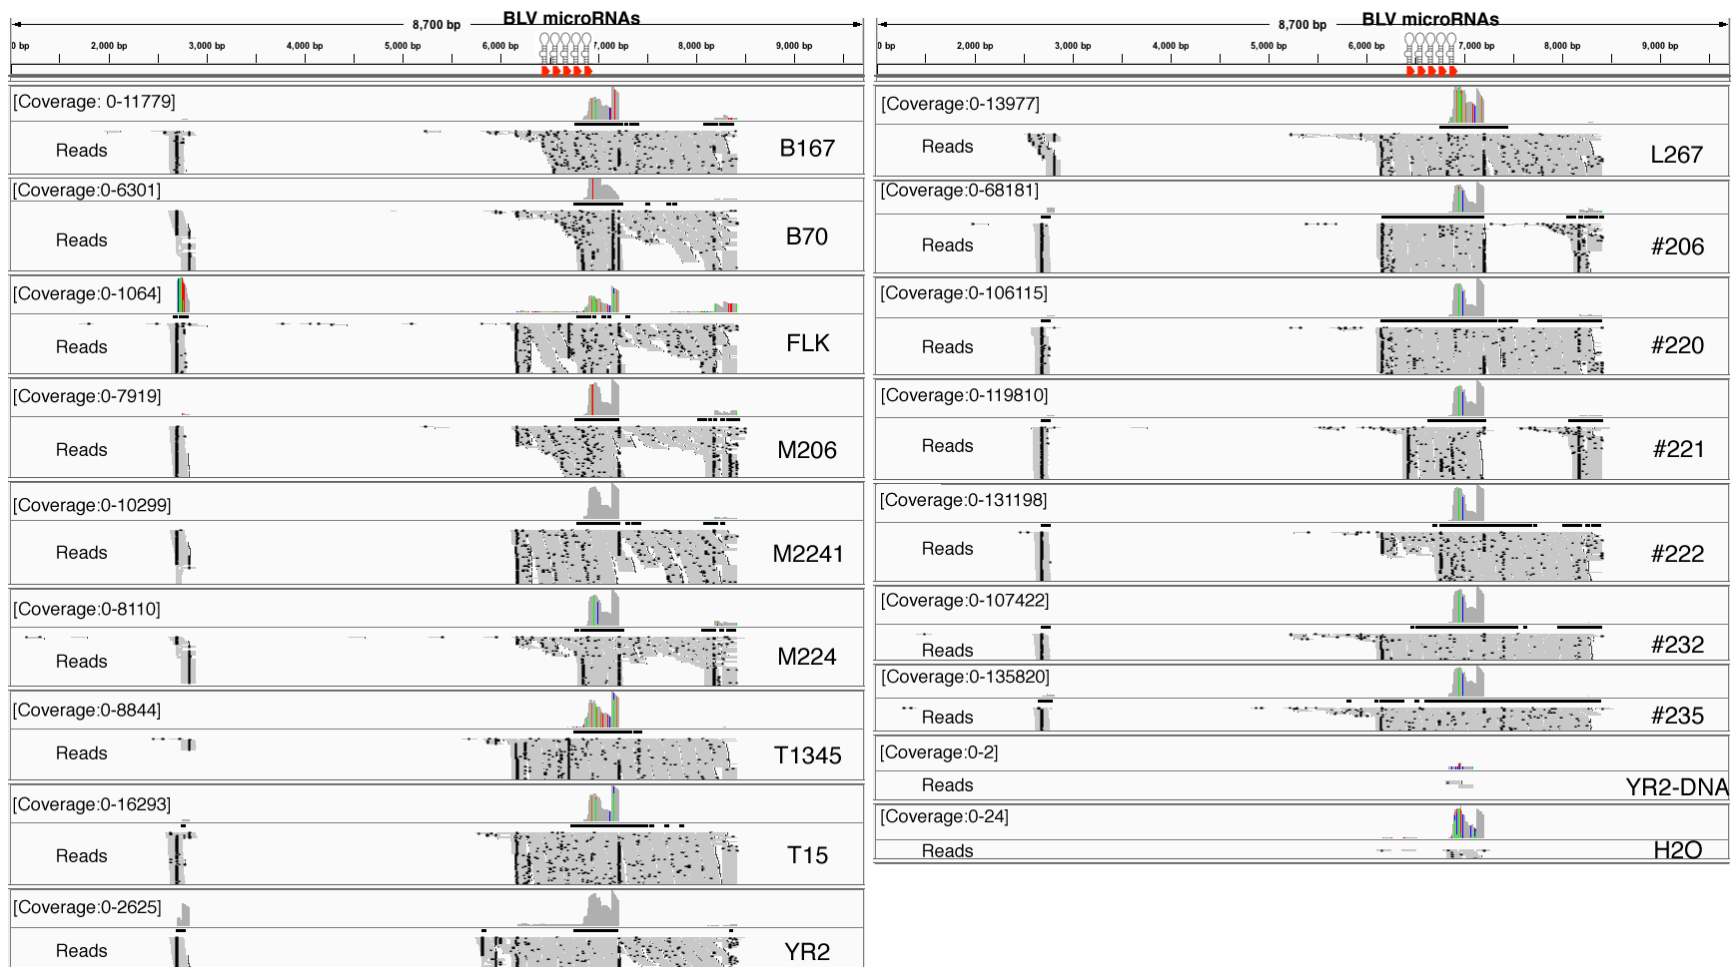 BLV microRNAs
8,700 bp
0 bp 2,000 bp 3,000 bp 4,000 bp 5,000 bp 6,000 bp 7,000 bp 8,000 bp 9,000 bp
[Coverage: 0-11779]
Reads
B167
[Coverage:0-6301]
Reads
B70
[Coverage:0-1064]
Reads
FLK
[Coverage:0-7919]
Reads
M206
[Coverage:0-10299]
Reads
M2241
[Coverage:0-8110]
Reads
M224
[Coverage:0-8844]
Reads
T1345
[Coverage:0-16293]
Reads
T15
[Coverage:0-2625]
Reads
YR2
BLV microRNAs
8,700 bp
0 bp 2,000 bp 3,000 bp 4,000 bp 5,000 bp 6,000 bp 7,000 bp 8,000 bp 9,000 bp
[Coverage:0-13977]
Reads
L267
[Coverage:0-68181]
Reads
#206
[Coverage:0-106115]
Reads
#220
[Coverage:0-119810]
Reads
#221
[Coverage:0-131198]
Reads
#222
[Coverage:0-107422]
Reads
#232
[Coverage:0-135820]
Reads
#235
[Coverage:0-2]
Reads
YR2-DNA
[Coverage:0-24]
Reads
H2O